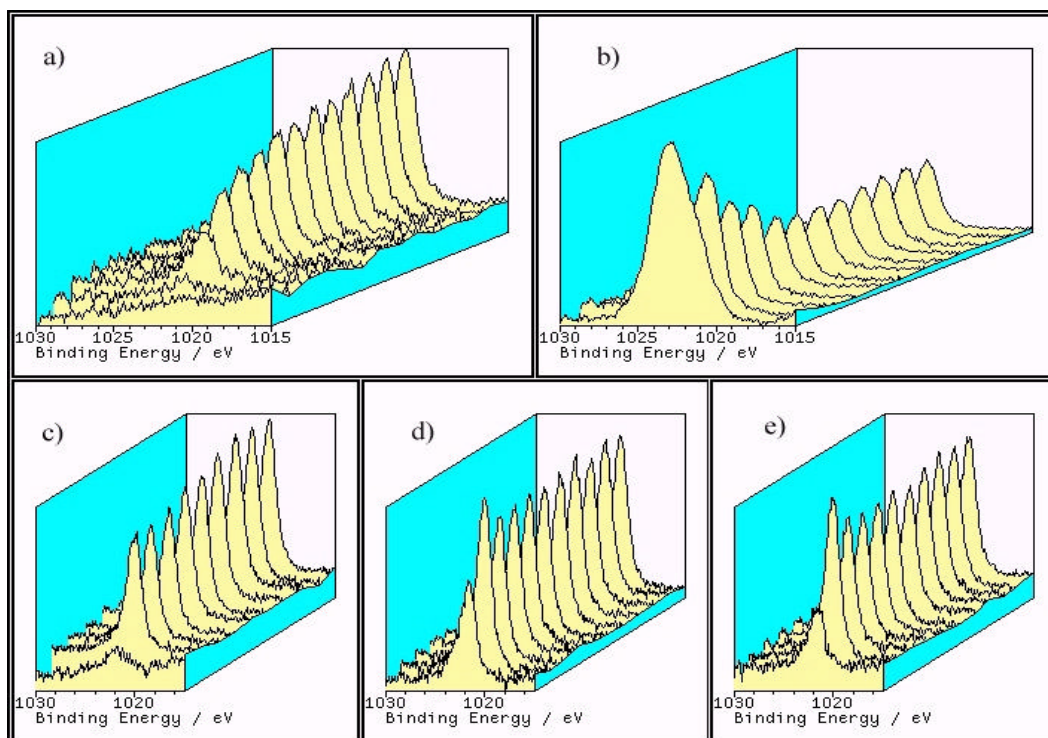 a)
b)
1030 1025 1020 1015
Binding Energy / eV
1030 1025 1020 1015
Binding Energy / eV
c)
d)
e)
1030 1020
Binding Energy / eV
1030 1020
Binding Energy / eV
1030 1020
Binding Energy / eV